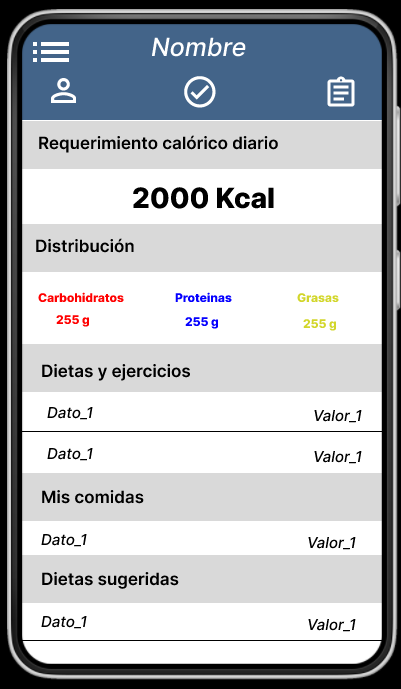 Nombre
Requerimiento calórico diario
2000 Kcal
Distribución
Carbohidratos Proteinas Grasas
255 g 255 g 255 g
Dietas y ejercicios
Dato_1 Valor_1
Dato_1 Valor_1
Mis comidas
Dato_1 Valor_1
Dietas sugeridas
Dato_1 Valor_1